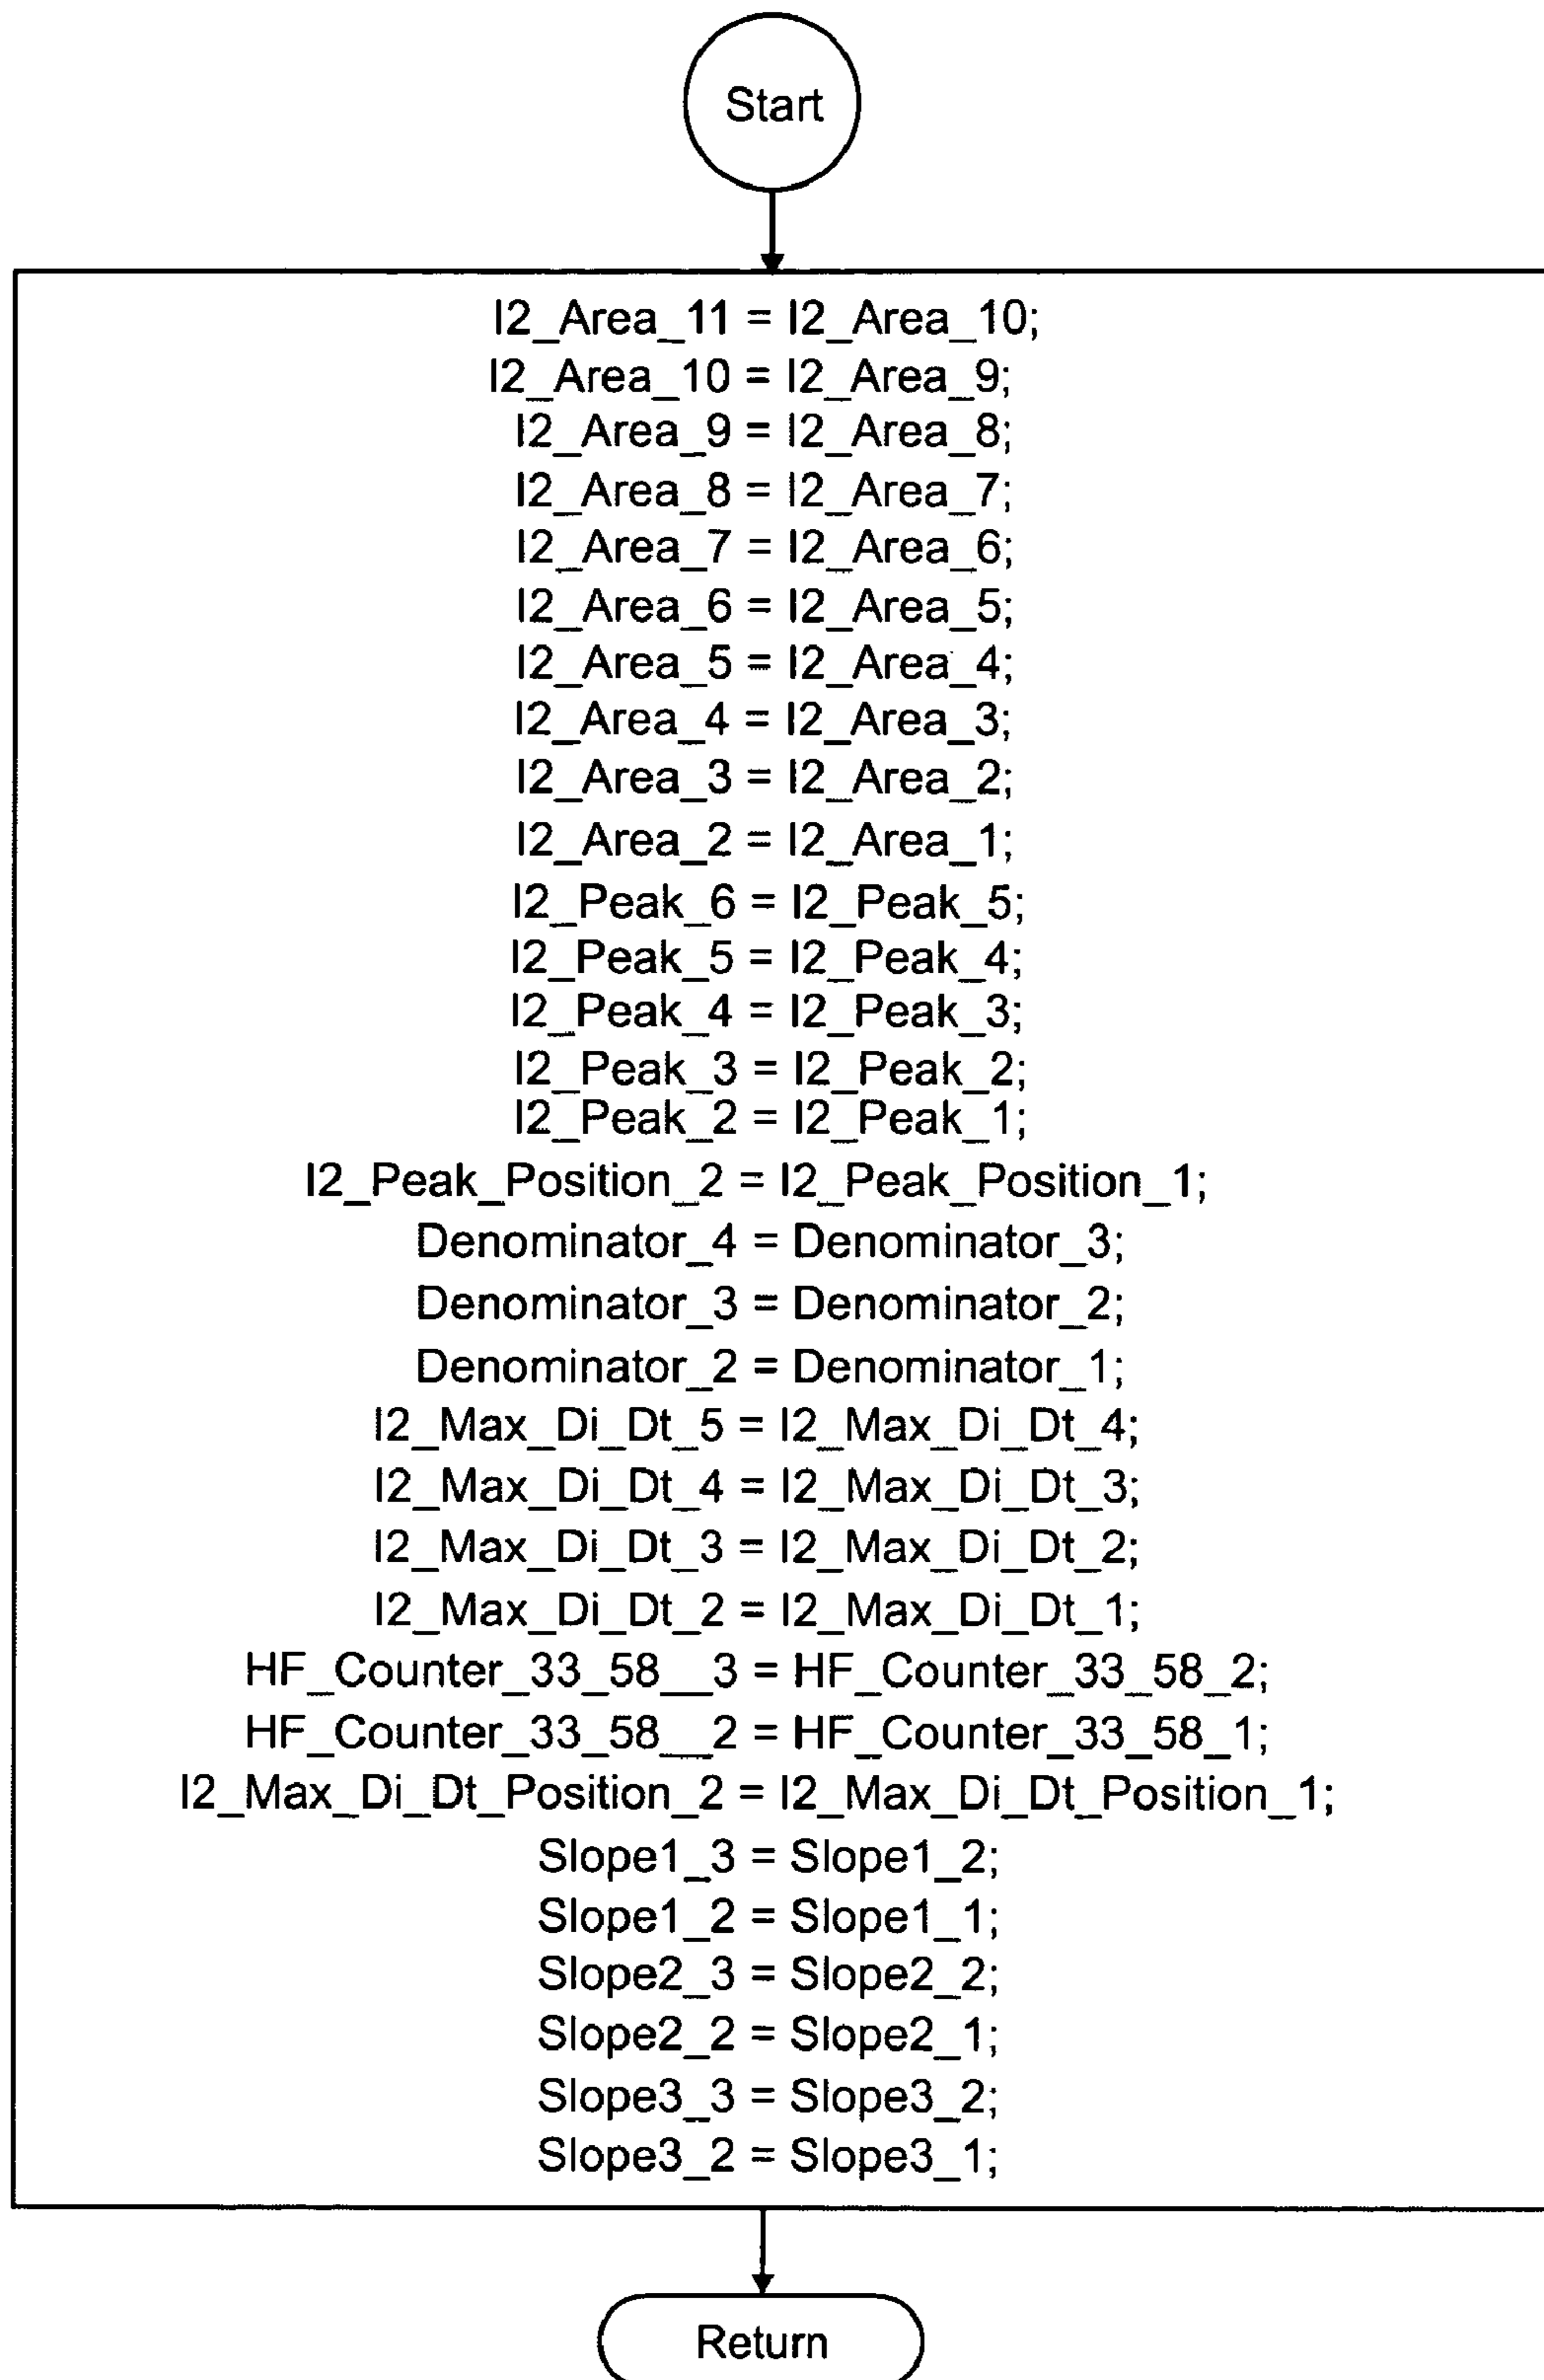 Start
I2_Area_11 = I2_Area_10;
I2_Area_10 = I2_Area_9;
I2_Area_9 = I2_Area_8;
I2_Area_8 = I2_Area_7;
I2_Area_7 = I2_Area_6;
I2_Area_6 = I2_Area_5;
I2_Area_5 = I2_Area_4;
I2_Area_4 = I2_Area_3;
I2_Area_3 = I2_Area_2;
I2_Area_2 = I2_Area_1;
I2_Peak_6 = I2_Peak_5;
I2_Peak_5 = I2_Peak_4;
I2_Peak_4 = I2_Peak_3;
I2_Peak_3 = I2_Peak_2;
I2_Peak_2 = I2_Peak_1;
I2_Peak_Position_2 = I2_Peak_Position_1;
Denominator_4 = Denominator_3;
Denominator_3 = Denominator_2;
Denominator_2 = Denominator_1;
I2_Max_Di_Dt_5 = I2_Max_Di_Dt_4;
I2_Max_Di_Dt_4 = I2_Max_Di_Dt_3;
I2_Max_Di_Dt_3 = I2_Max_Di_Dt_2;
I2_Max_Di_Dt_2 = I2_Max_Di_Dt_1;
HF_Counter_33_58__3 = HF_Counter_33_58_2;
HF_Counter_33_58__2 = HF_Counter_33_58_1;
I2_Max_Di_Dt_Position_2 = I2_Max_Di_Dt_Position_1;
Slope1_3 = Slope1_2;
Slope1_2 = Slope1_1;
Slope2_3 = Slope2_2;
Slope2_2 = Slope2_1;
Slope3_3 = Slope3_2;
Slope3_2 = Slope3_1;
Return